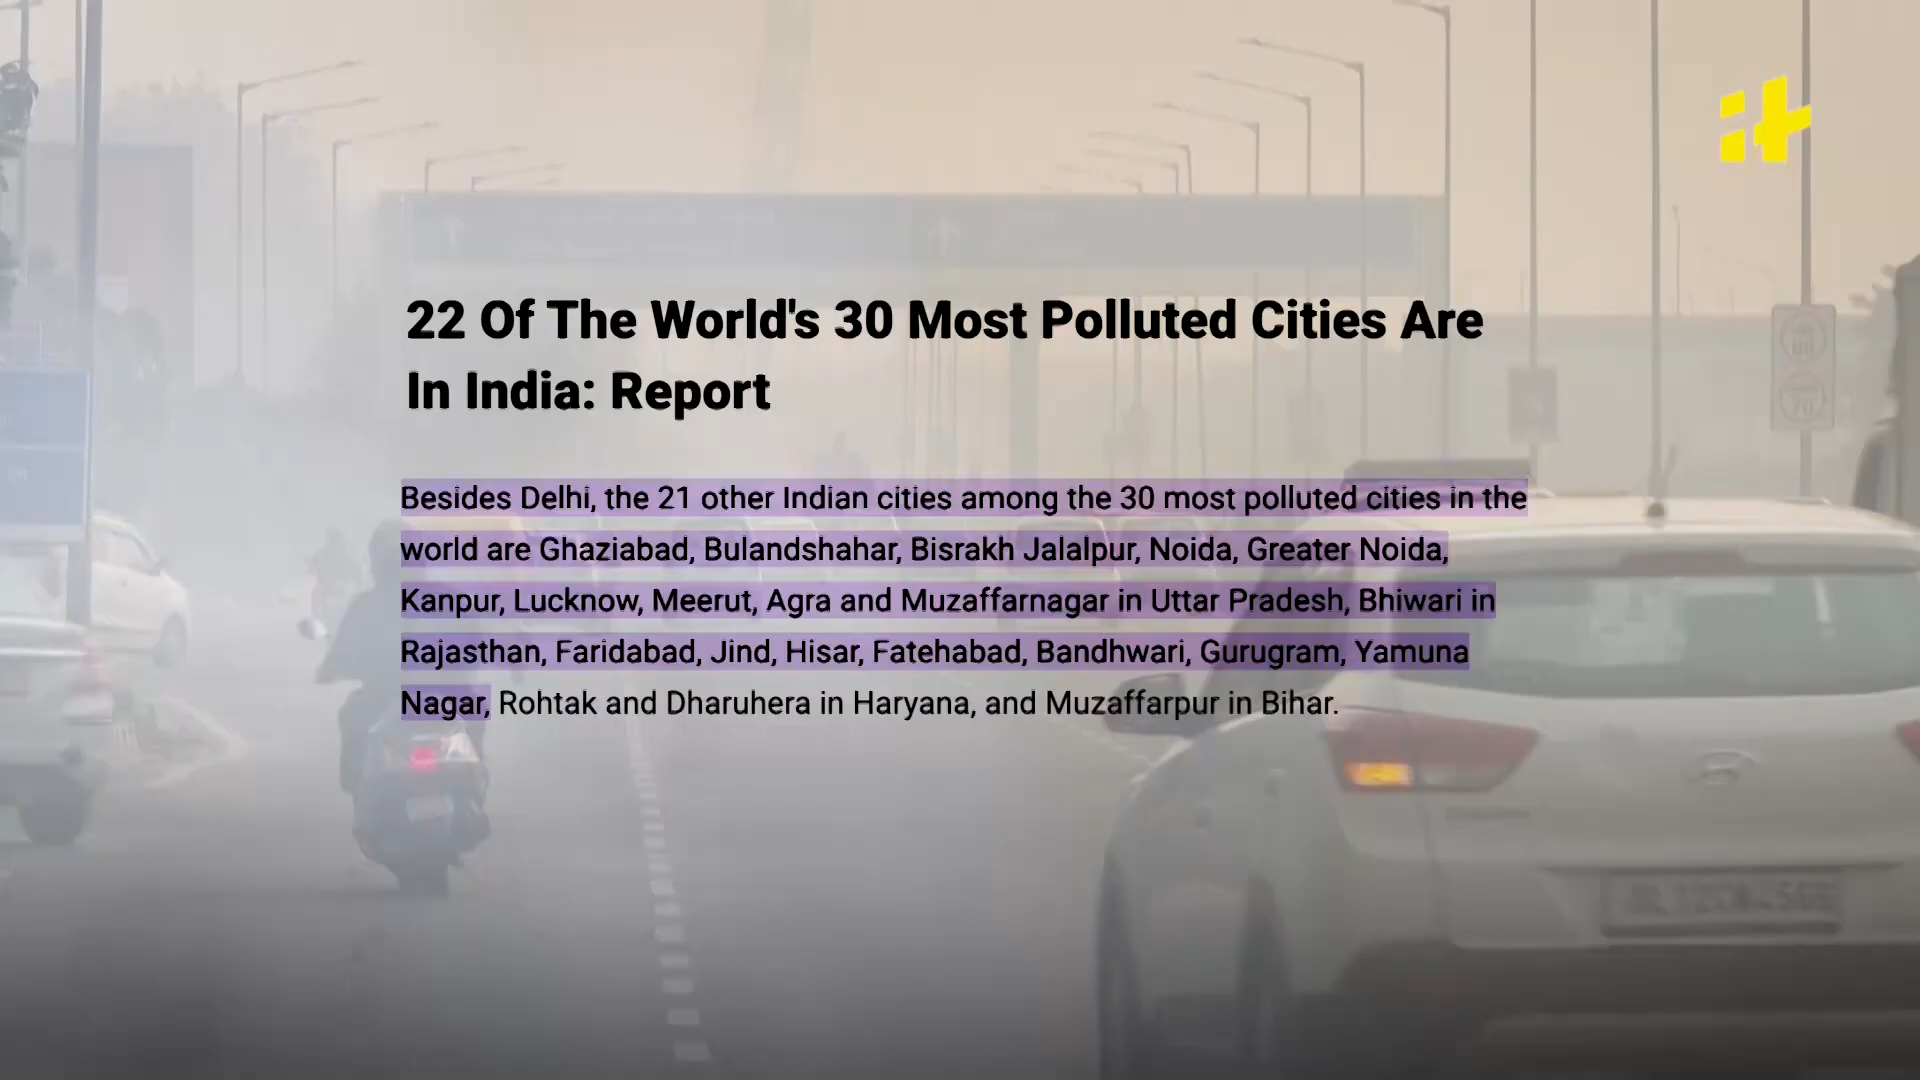 22 Of The World's 30 Most Polluted Cities Are
In India: Report
Besides Delhi, the 21 other Indian cities among the 30 most polluted cities in the
world are Ghaziabad, Bulandshahar, Bisrakh Jalalpur, Noida, Greater Noida,
Kanpur, Lucknow, Meerut, Agra and Muzaffarnagar in Uttar Pradesh, Bhiwari in
Rajasthan, Faridabad, Jind, Hisar, Fatehabad, Bandhwari, Gurugram, Yamuna
Nagar, Rohtak and Dharuhera in Haryana, and Muzaffarpur in Bihar.